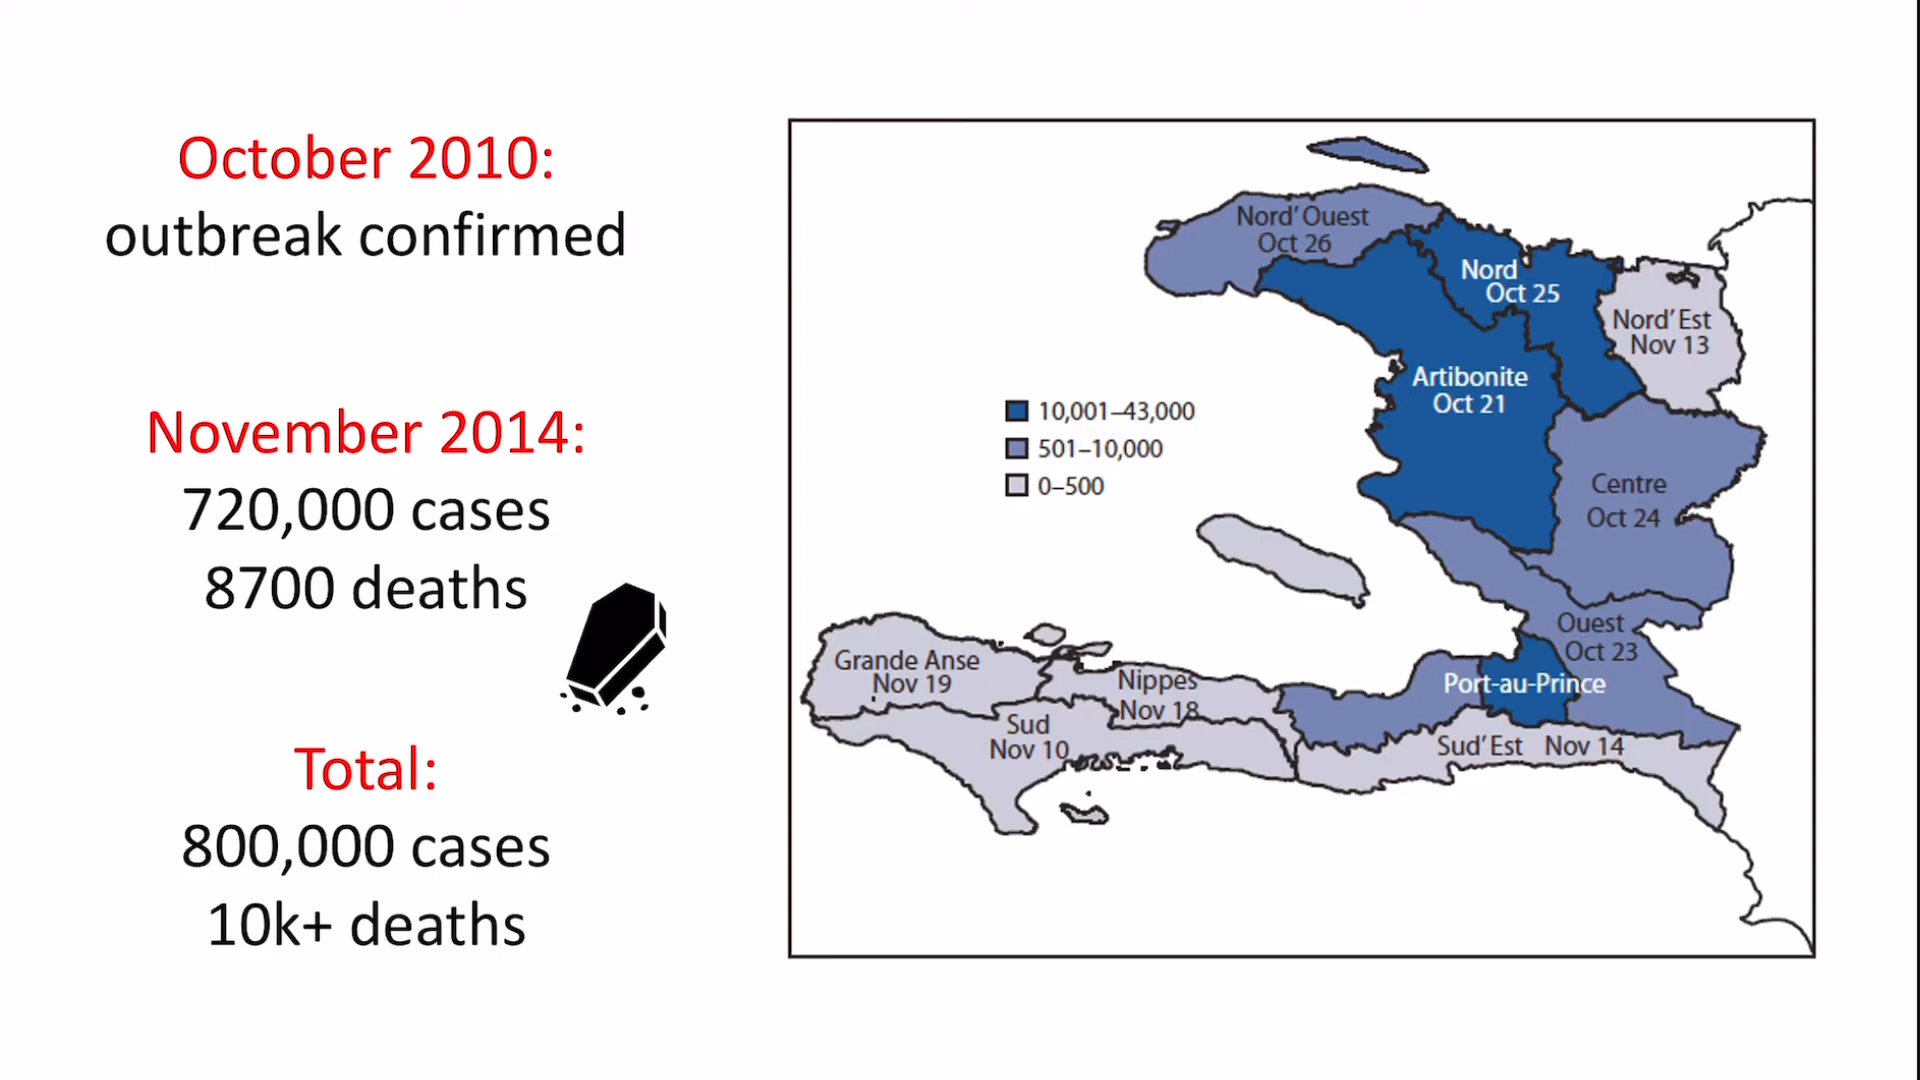 October 2010:
outbreak confirmed
November 2014:
720,000 cases
8700 deaths
Total:
800,000 cases
10k+ deaths
Nord' Ouest
Oct 26
Nord
Oct 25
Nord' Est
Nov 13
Artibonite
Oct 21
10,001–43,000
501–10,000
0–500
Centre
Oct 24
Ouest
Oct 23
Port-au-Prince
Grande Anse
Nov 19
Nippes
Nov 18
Sud
Nov 10
Sud' Est Nov 14